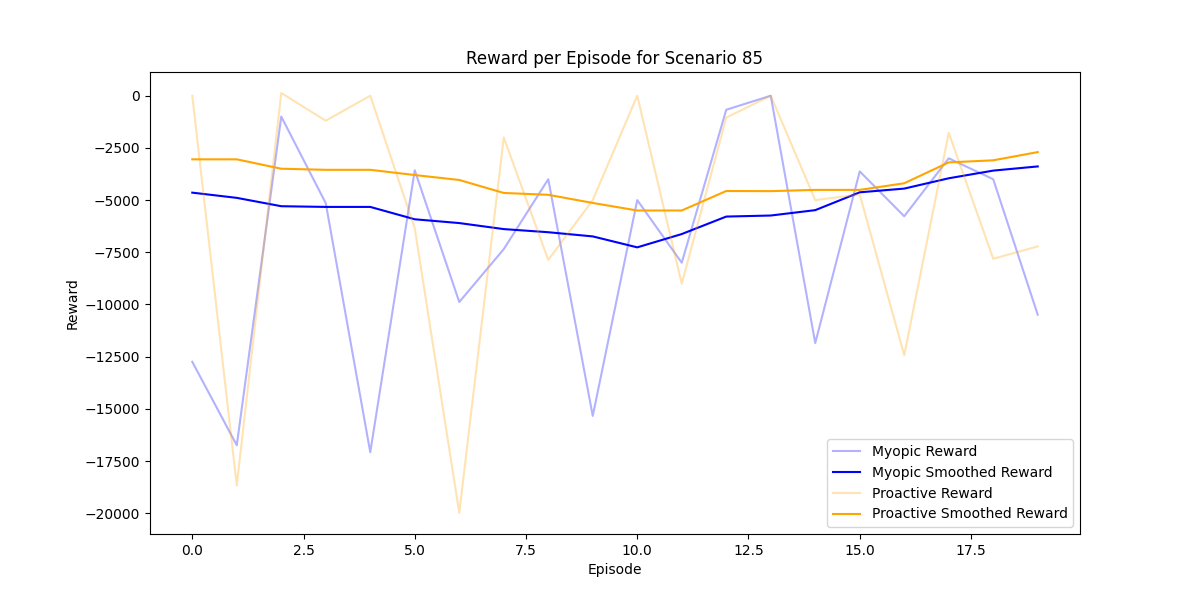 Reward per Episode for Scenario 85
Reward
0
−2500
−5000
−7500
−10000
−12500
−15000
−17500
−20000
0.0 2.5 5.0 7.5 10.0 12.5 15.0 17.5
Episode
Myopic Reward
Myopic Smoothed Reward
Proactive Reward
Proactive Smoothed Reward